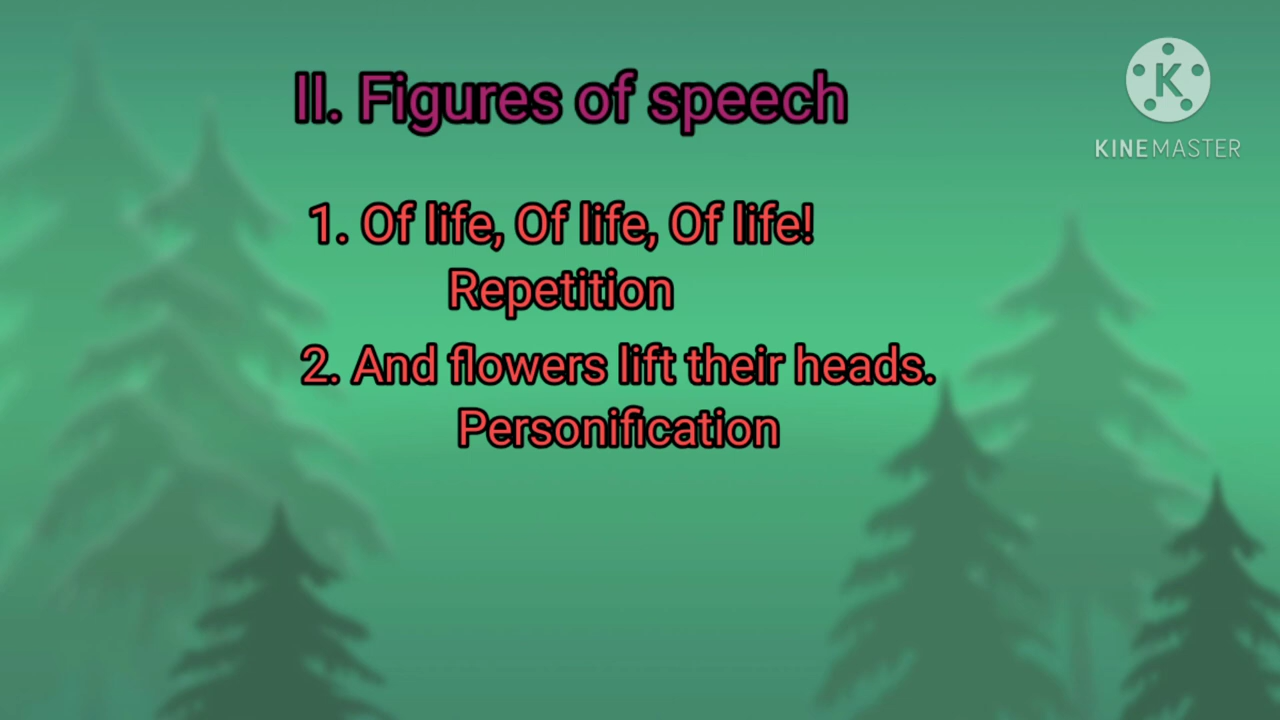 II. Figures of speech
K
KINEMASTER
1. Of life, Of life, Of life!
Repetition
2. And flowers lift their heads.
Personification